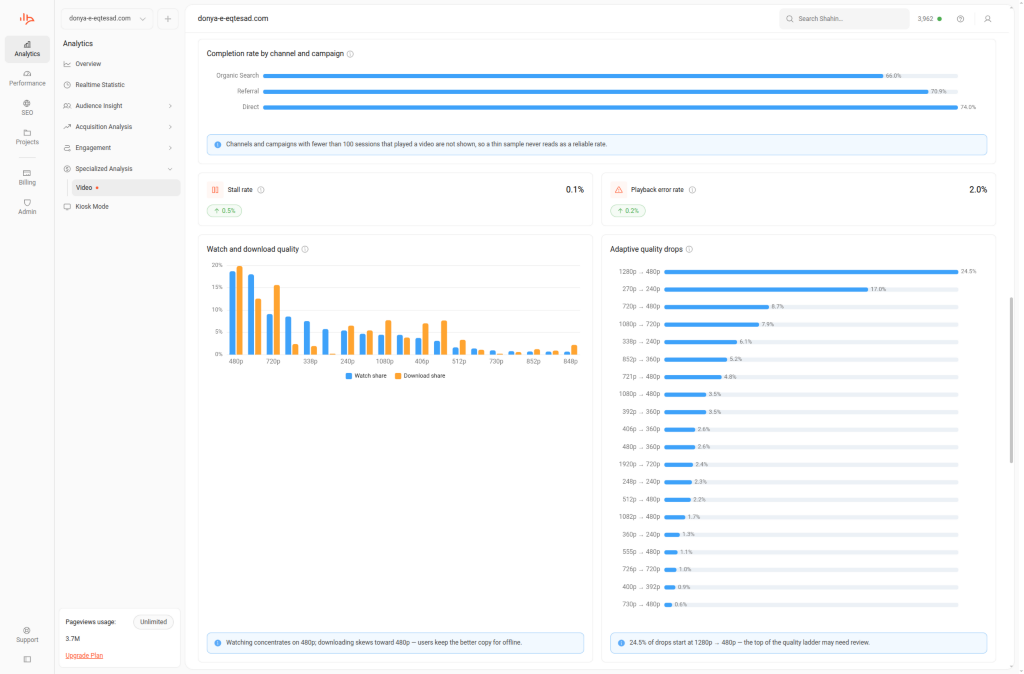 donya-e-eqtesad.com
donya-e-eqtesad.com
Search Shahin...
3,962
Analytics
Performance
SEO
Projects
Billing
Admin
Support
Analytics
Overview
Realtime Statistic
Audience Insight
Acquisition Analysis
Engagement
Specialized Analysis
Video
Kiosk Mode
Pageviews usage:
Unlimited
3.7M
Upgrade Plan
Completion rate by channel and campaign
Organic Search 66.0%
Referral 70.9%
Direct 74.0%
Channels and campaigns with fewer than 100 sessions that played a video are not shown, so a thin sample never reads as a reliable rate.
Stall rate 0.1%
↑ 0.5%
Playback error rate 2.0%
↑ 0.2%
Watch and download quality
20%
15%
10%
5%
0%
480p 720p 338p 240p 1080p 406p 512p 730p 852p 848p
Watch share Download share
Watching concentrates on 480p; downloading skews toward 480p — users keep the better copy for offline.
Adaptive quality drops
1280p → 480p 24.5%
270p → 240p 17.0%
720p → 480p 8.7%
1080p → 720p 7.9%
338p → 240p 6.1%
852p → 360p 5.2%
721p → 480p 4.8%
1080p → 480p 3.5%
392p → 360p 3.5%
406p → 360p 2.6%
480p → 360p 2.6%
1920p → 720p 2.4%
248p → 240p 2.3%
512p → 480p 2.2%
1082p → 480p 1.7%
360p → 240p 1.3%
555p → 480p 1.1%
726p → 720p 1.0%
400p → 392p 0.9%
730p → 480p 0.6%
24.5% of drops start at 1280p → 480p — the top of the quality ladder may need review.